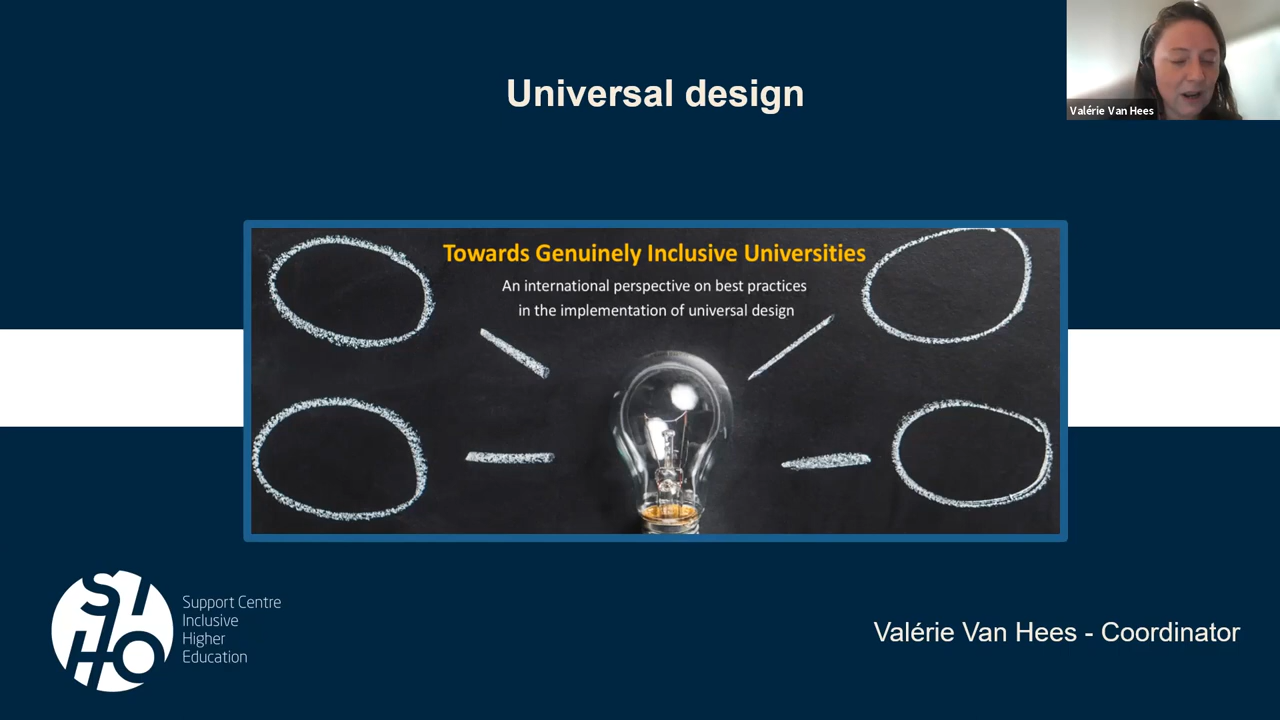 Universal design
Valérie Van Hees
Towards Genuinely Inclusive Universities
An international perspective on best practices
in the implementation of universal design
SIHO
Support Centre
Inclusive
Higher
Education
Valérie Van Hees - Coordinator